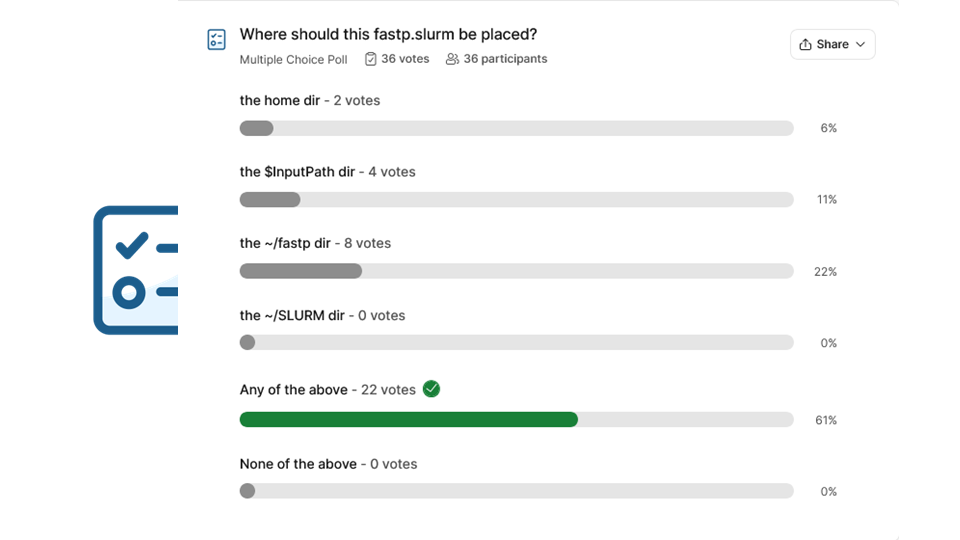 Where should this fastp.slurm be placed?
Share
Multiple Choice Poll 36 votes 36 participants
the home dir - 2 votes
6%
the $InputPath dir - 4 votes
11%
the ~/fastp dir - 8 votes
22%
the ~/SLURM dir - 0 votes
0%
Any of the above - 22 votes
61%
None of the above - 0 votes
0%